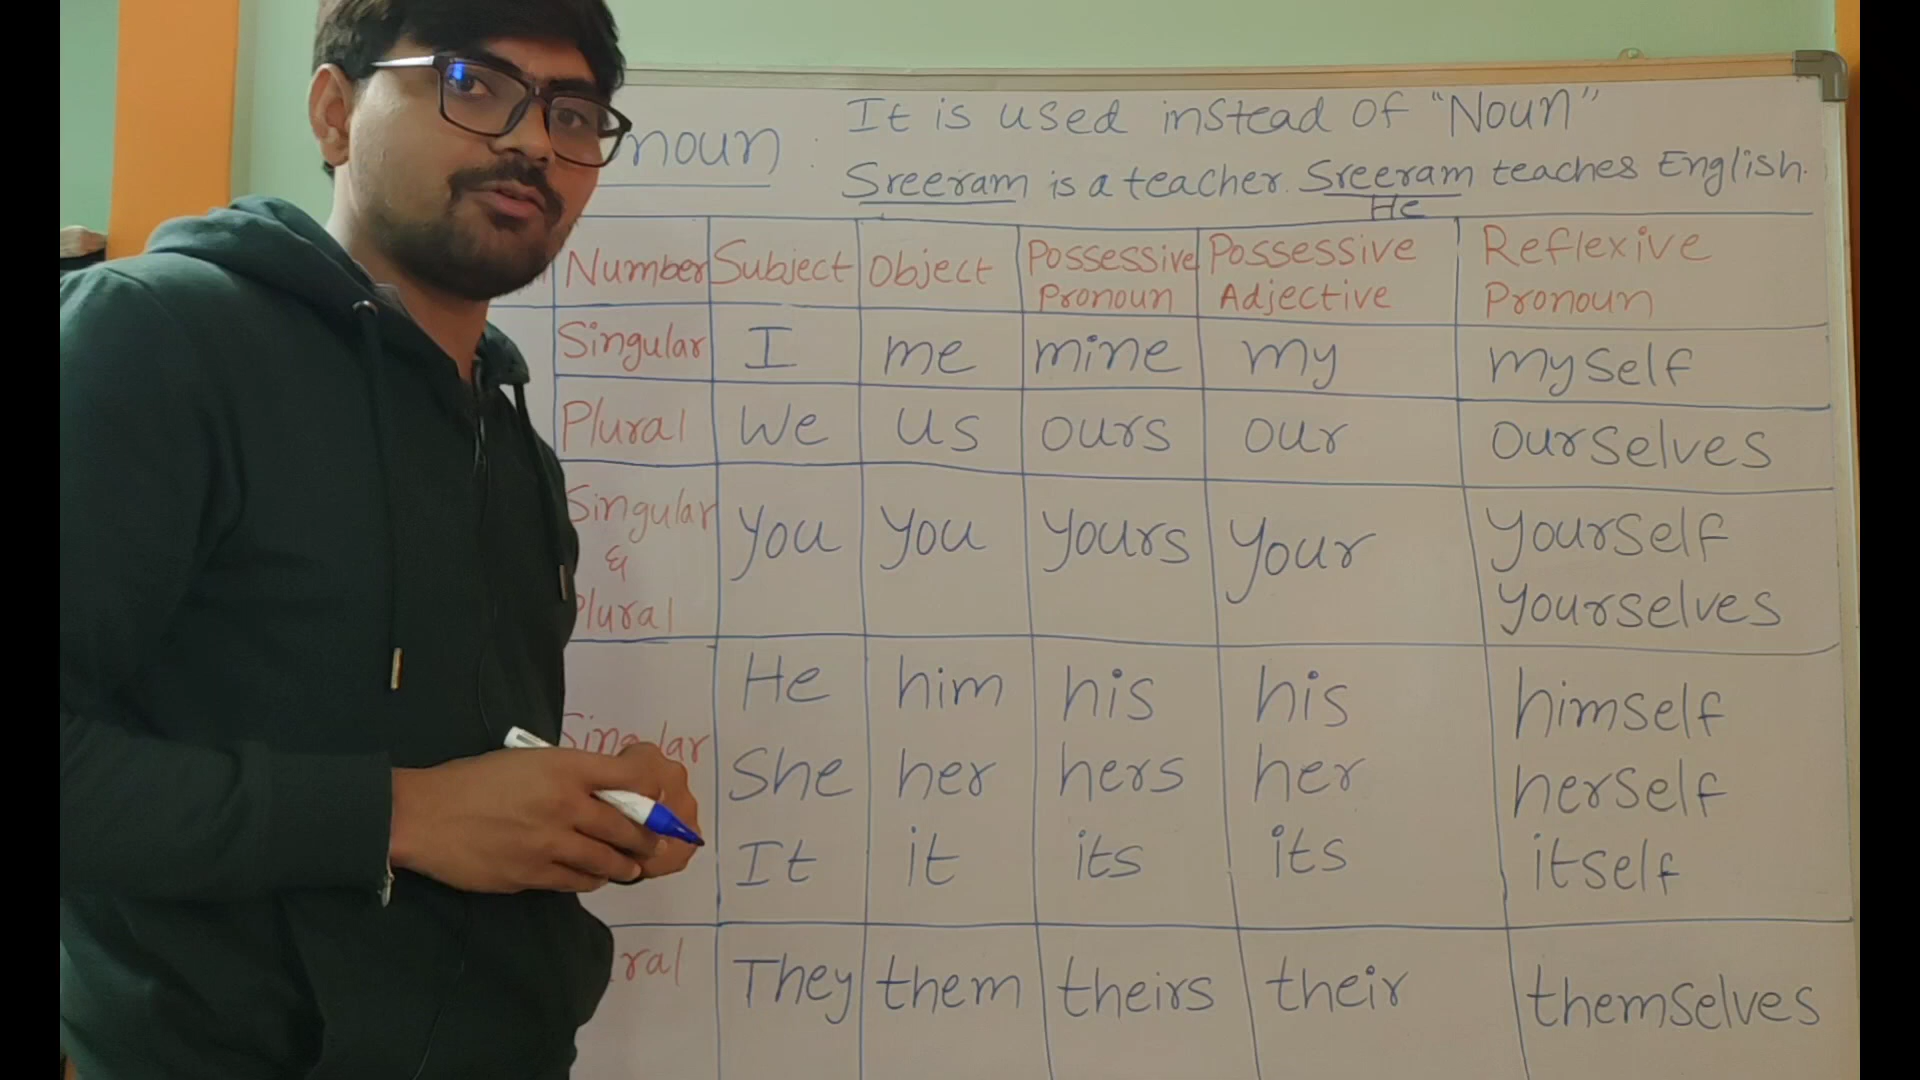 noun : It is used instead of "Noun"
Sreeram is a teacher. Sreeram teaches English.
He
Number Subject Object Possessive Pronoun Possessive Adjective Reflexive Pronoun
Singular I me mine my myself
Plural We us ours our ourselves
Singular & Plural you you yours your yourself yourselves
Singular He him his his himself
She her hers her herself
It it its its itself
ral They them theirs their themselves